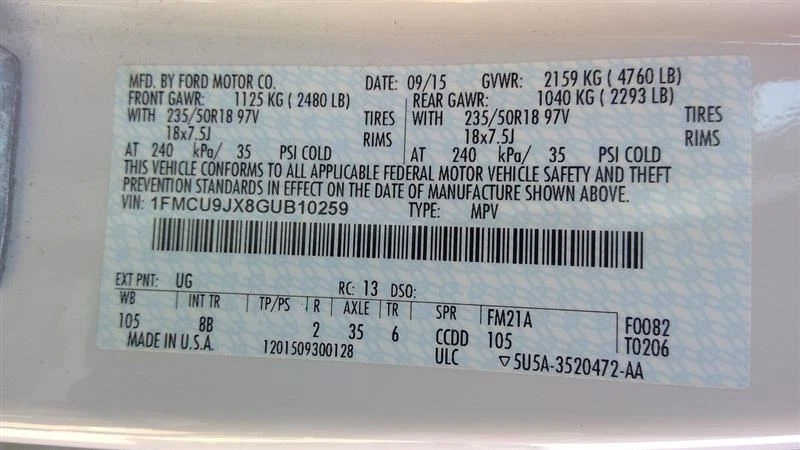 MFD. BY FORD MOTOR CO. DATE: 09/15 GVWR: 2159 KG ( 4760 LB)
FRONT GAWR: 1125 KG ( 2480 LB) REAR GAWR: 1040 KG ( 2293 LB)
WITH 235/50R18 97V TIRES WITH 235/50R18 97V TIRES
18x7.5J RIMS 18x7.5J RIMS
AT 240 kPa/ 35 PSI COLD AT 240 kPa/ 35 PSI COLD
THIS VEHICLE CONFORMS TO ALL APPLICABLE FEDERAL MOTOR VEHICLE SAFETY AND THEFT
PREVENTION STANDARDS IN EFFECT ON THE DATE OF MANUFACTURE SHOWN ABOVE.
VIN: 1FMCU9JX8GUB10259 TYPE: MPV
EXT PNT: UG RC: 13 DSO:
WB INT TR TP/PS R AXLE TR SPR FM21A F0082
105 8B 2 35 6 CCDD 105 T0206
MADE IN U.S.A. 1201509300128 ULC ▽5U5A-3520472-AA